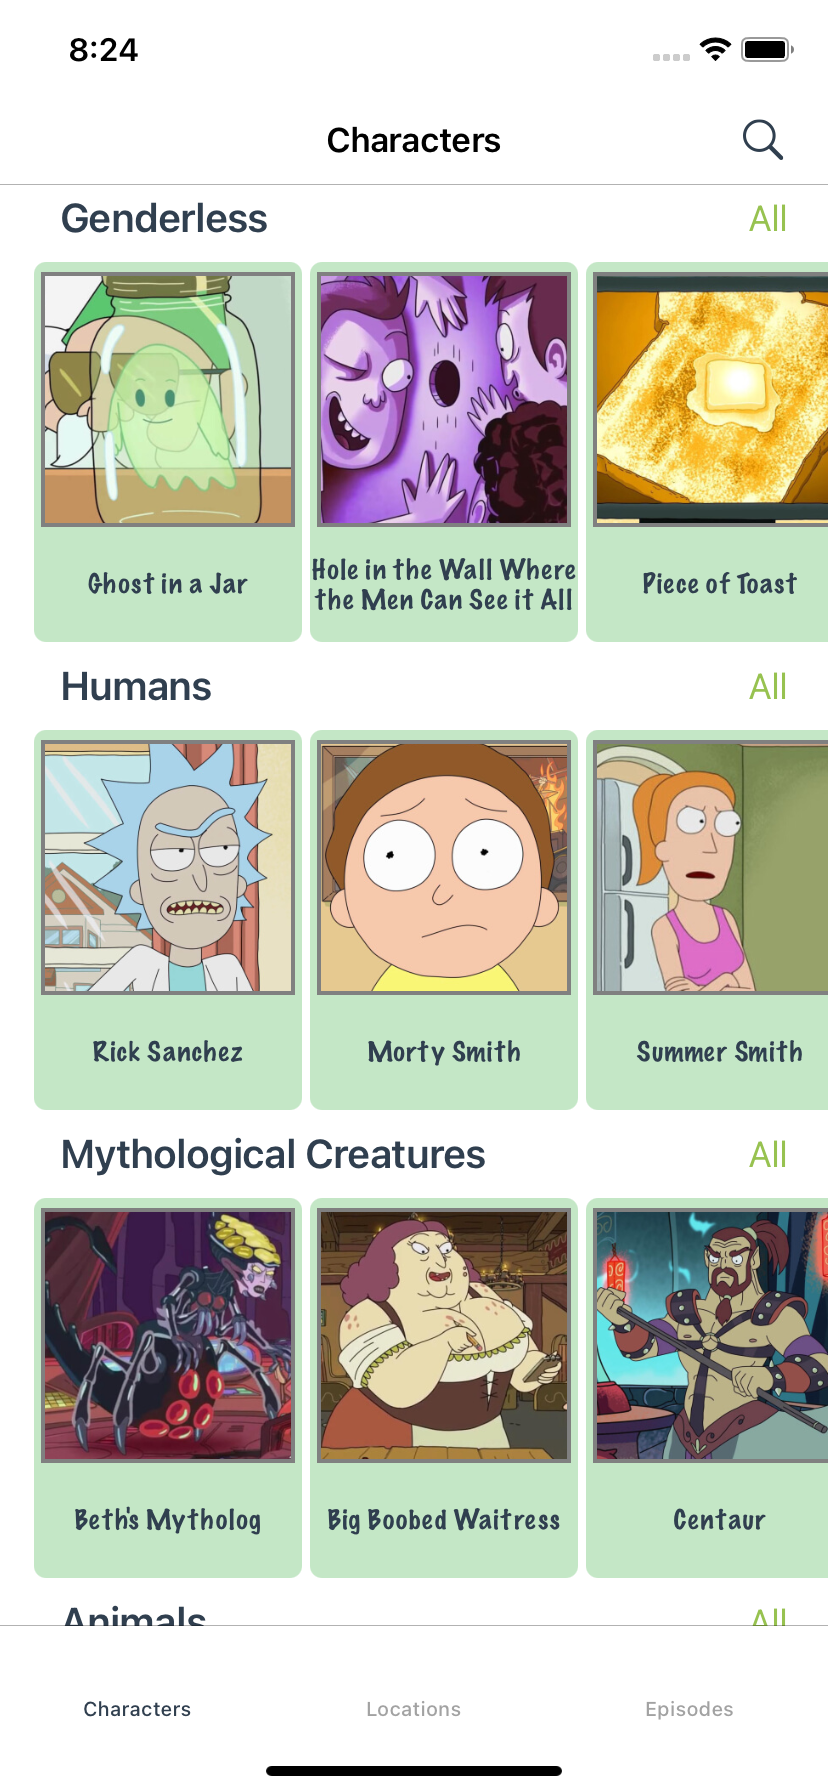 8:24
Characters
Genderless
All
Ghost in a Jar
Hole in the Wall Where
the Men Can See it All
Piece of Toast
Humans
All
Rick Sanchez
Morty Smith
Summer Smith
Mythological Creatures
All
Beth's Mytholog
Big Boobed Waitress
Centaur
Animals
All
Characters
Locations
Episodes